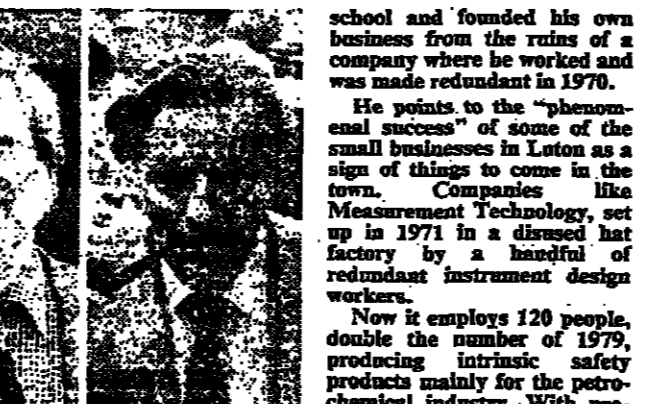 school and founded his own
business from the ruins of a
company where he worked and
was made redundant in 1970.
He points to the "phenom-
enal success" of some of the
small businesses in Luton as a
sign of things to come in the
town. Companies like
Measurement Technology, set
up in 1971 in a disused hat
factory by a handful of
redundant instrument design
workers.
Now it employs 120 people,
double the number of 1979,
producing intrinsic safety
products mainly for the petro-
chemical industry. With